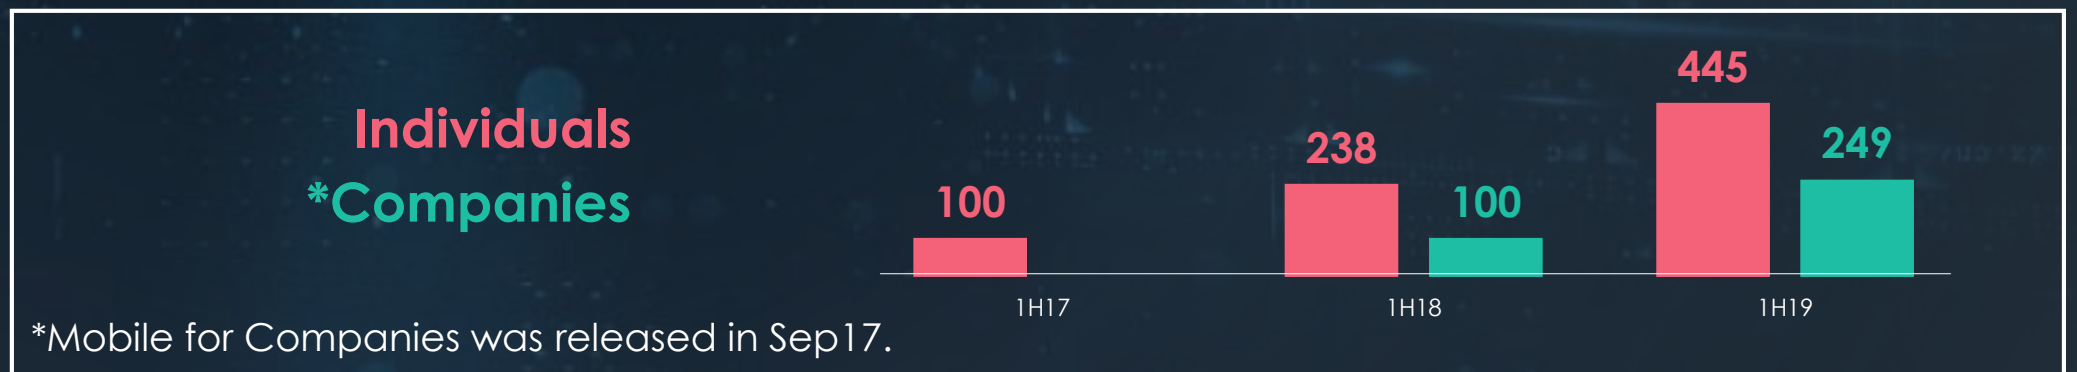 Individuals
*Companies
445
249
238
100
100
1H17
1H18
1H19
*Mobile for Companies was released in Sep17.